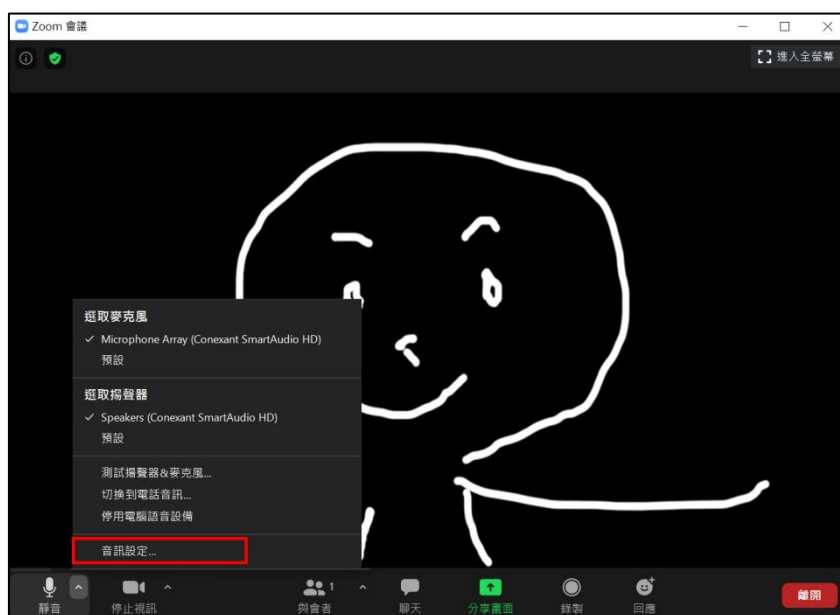 Zoom 會議
進入全螢幕
選取麥克風
✓ Microphone Array (Conexant SmartAudio HD)
預設
選取揚聲器
✓ Speakers (Conexant SmartAudio HD)
預設
測試揚聲器&麥克風...
切換到電話音訊...
停用電腦語音設備
音訊設定...
靜音
停止視訊
1
與會者
聊天
分享畫面
錄製
回應
離開